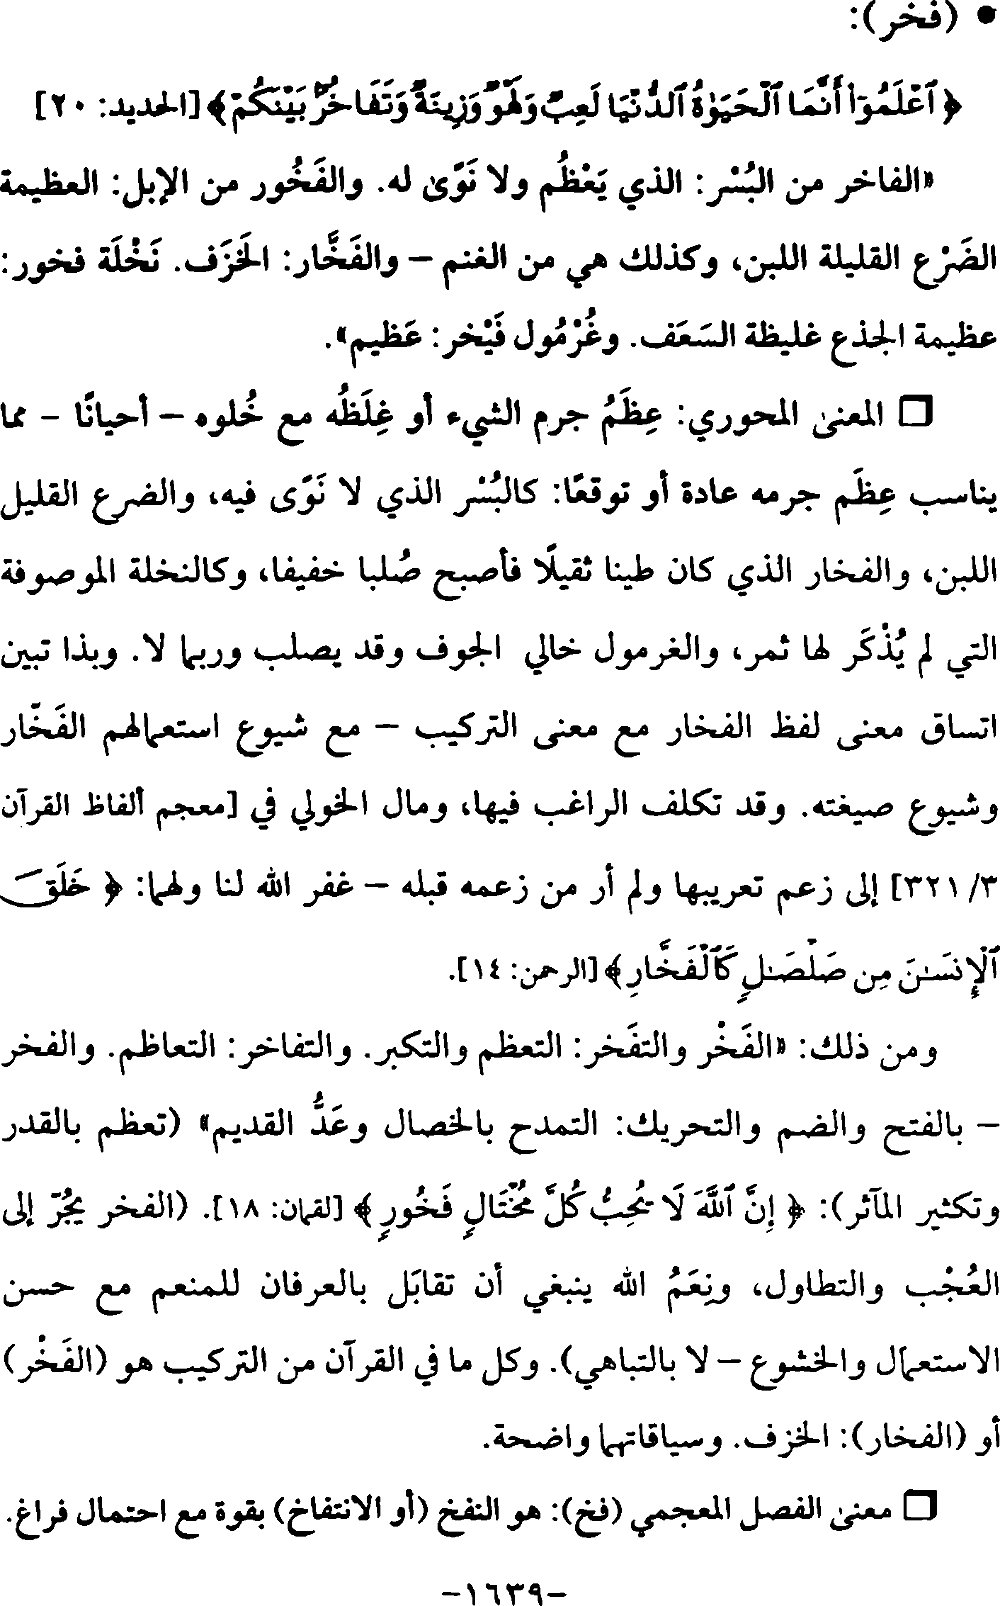 • (فخر):
﴿ ٱعْلَمُوٓا۟ أَنَّمَا ٱلْحَيَوٰةُ ٱلدُّنْيَا لَعِبٌ وَلَهْوٌ وَزِينَةٌ وَتَفَاخُرٌۢ بَيْنَكُمْ ﴾ [الحديد: ٢٠]
«الفاخر من البُسْر: الذي يَعْظُم ولا نَوًى له. والفَخُور من الإبل: العظيمة
الضَرْع القليلة اللبن، وكذلك هي من الغنم – والفَخَّار: الخَزَف. نَخْلَة فخور:
عظيمة الجذع غليظة السَعَف. وغُرْمُول فَيْخر: عَظيم».
❒ المعنى المحوري: عِظَمُ جرم الشيء أو غِلَظُه مع خُلوه – أحيانًا – مما
يناسب عِظَم جرمه عادة أو توقعًا: كالبُسْر الذي لا نَوًى فيه، والضرع القليل
اللبن، والفخار الذي كان طينا ثقيلًا فأصبح صُلبا خفيفا، وكالنخلة الموصوفة
التي لم يُذْكَر لها ثمر، والغرمول خالي الجوف وقد يصلب وربما لا. وبذا تبين
اتساق معنى لفظ الفخار مع معنى التركيب – مع شيوع استعمالهم الفَخّار
وشيوع صيغته. وقد تكلف الراغب فيها، ومال الخولي في [معجم ألفاظ القرآن
٣/ ٣٢١] إلى زعم تعريبها ولم أر من زعمه قبله – غفر الله لنا ولهما: ﴿ خَلَقَ
ٱلْإِنسَـٰنَ مِن صَلْصَـٰلٍ كَٱلْفَخَّارِ ﴾ [الرحمن: ١٤].
ومن ذلك: «الفَخْر والتفَخر: التعظم والتكبر. والتفاخر: التعاظم. والفخر
– بالفتح والضم والتحريك: التمدح بالخصال وعَدُّ القديم» (تعظم بالقدر
وتكثير المآثر): ﴿ إِنَّ ٱللَّهَ لَا يُحِبُّ كُلَّ مُخْتَالٍ فَخُورٍ ﴾ [لقمان: ١٨]. (الفخر يجُرّ إلى
العُجْب والتطاول، ونِعَمُ الله ينبغي أن تقابَل بالعرفان للمنعم مع حسن
الاستعمال والخشوع – لا بالتباهي). وكل ما في القرآن من التركيب هو (الفَخْر)
أو (الفخار): الخزف. وسياقاتهما واضحة.
❒ معنى الفصل المعجمي (فخ): هو النفخ (أو الانتفاخ) بقوة مع احتمال فراغ.
–١٦٣٩–